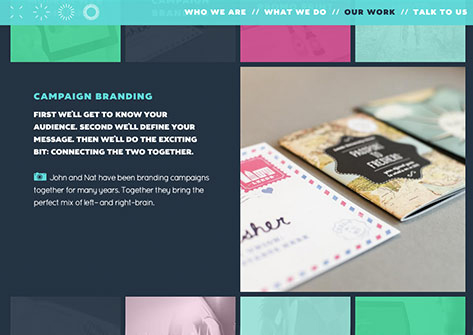 WHO WE ARE // WHAT WE DO // OUR WORK // TALK TO US
CAMPAIGN BRANDING
FIRST WE'LL GET TO KNOW YOUR
AUDIENCE. SECOND WE'LL DEFINE YOUR
MESSAGE. THEN WE'LL DO THE EXCITING
BIT: CONNECTING THE TWO TOGETHER.
John and Nat have been branding campaigns
together for many years. Together they bring the
perfect mix of left- and right-brain.
PASSPORT
TO
FRESHERS